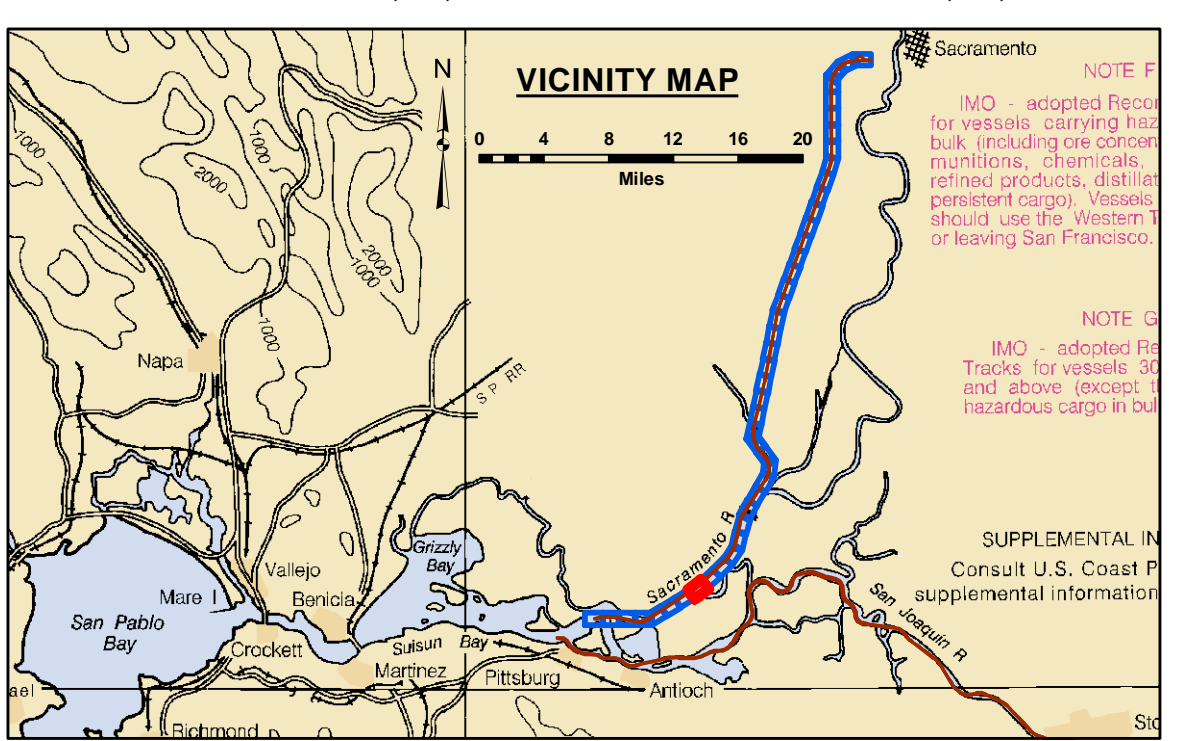 Sacramento
NOTE F
VICINITY MAP
N
0 4 8 12 16 20
Miles
IMO - adopted Recor
for vessels carrying haz
bulk (including ore concen
munitions, chemicals,
refined products, distillat
persistent cargo). Vessels
should use the Western T
or leaving San Francisco.
1000
1000
2000
2000
1000
1000
NOTE G
IMO - adopted Re
Tracks for vessels 30
and above (except t
hazardous cargo in bul
Napa
S P RR
Sacramento R
Grizzly
Bay
SUPPLEMENTAL IN
Consult U.S. Coast P
supplemental information
Vallejo
Mare I
Benicia
San Joaquin R
San Pablo
Bay
Crockett
Suisun Bay
Martinez
Pittsburg
Antioch
ael
Richmond
Sto